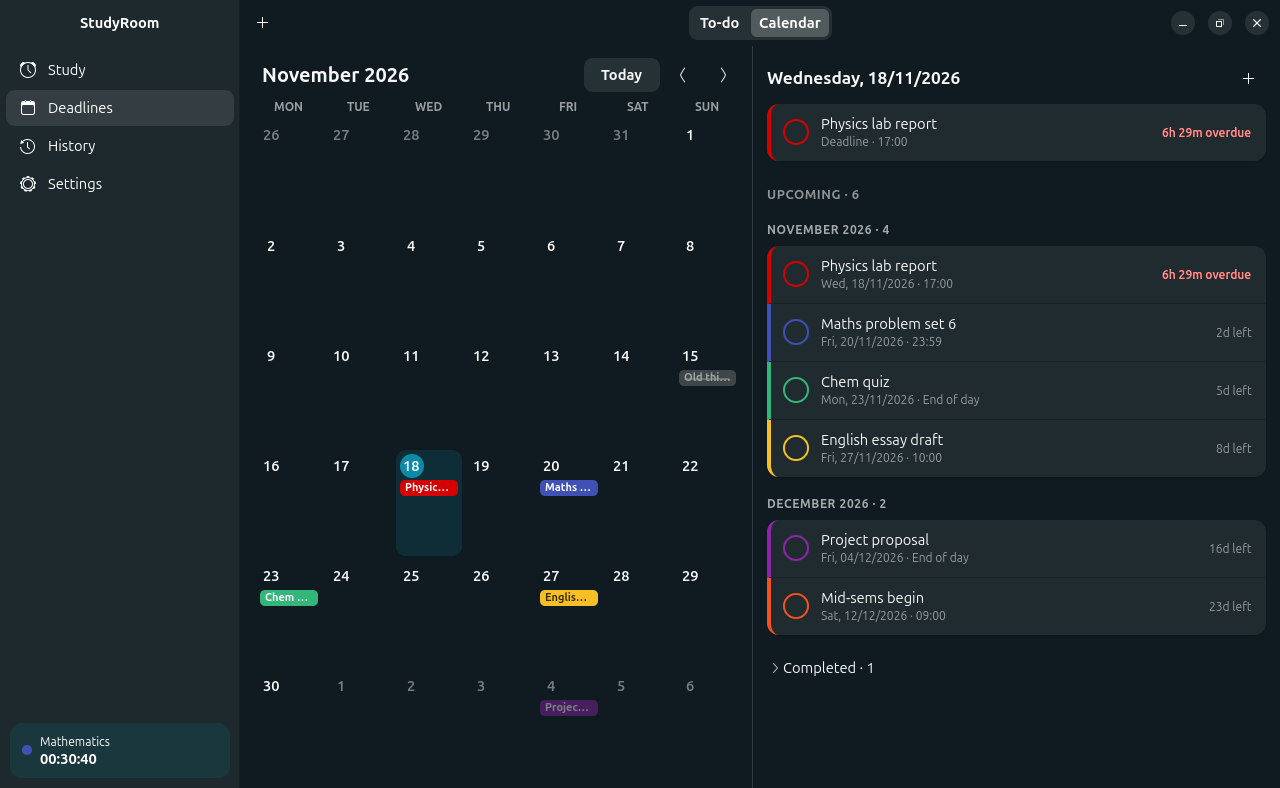 StudyRoom
To-do Calendar
Study
Deadlines
History
Settings
Mathematics
00:30:40
November 2026
Today
MON TUE WED THU FRI SAT SUN
26 27 28 29 30 31 1
2 3 4 5 6 7 8
9 10 11 12 13 14 15
Old thi...
16 17 18 19 20 21 22
Physic... Maths ...
23 24 25 26 27 28 29
Chem ... Englis...
30 1 2 3 4 5 6
Projec...
Wednesday, 18/11/2026
Physics lab report
Deadline · 17:00
6h 29m overdue
UPCOMING · 6
NOVEMBER 2026 · 4
Physics lab report
Wed, 18/11/2026 · 17:00
6h 29m overdue
Maths problem set 6
Fri, 20/11/2026 · 23:59
2d left
Chem quiz
Mon, 23/11/2026 · End of day
5d left
English essay draft
Fri, 27/11/2026 · 10:00
8d left
DECEMBER 2026 · 2
Project proposal
Fri, 04/12/2026 · End of day
16d left
Mid-sems begin
Sat, 12/12/2026 · 09:00
23d left
Completed · 1